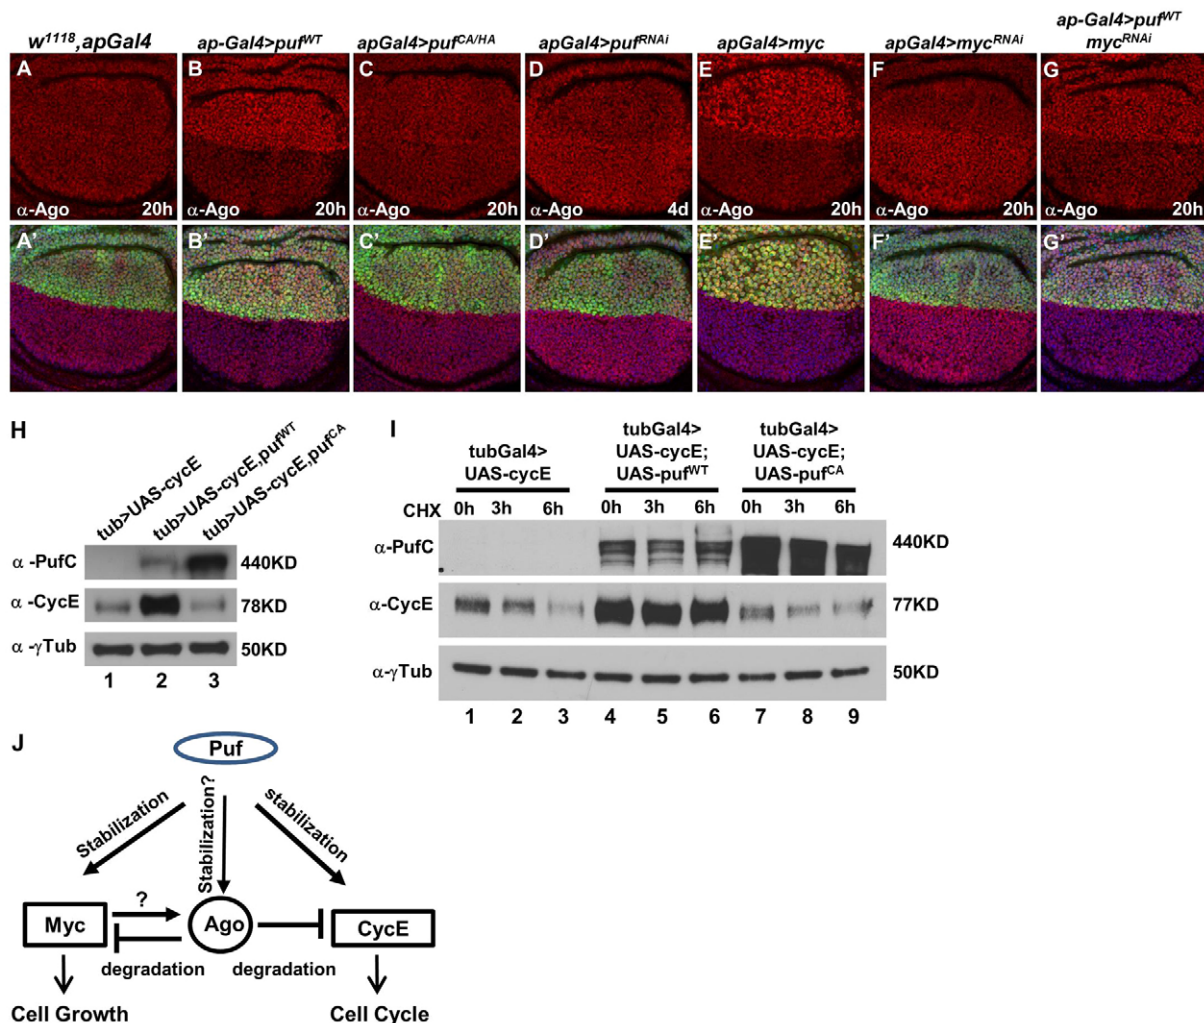 w1118,apGal4 ap-Gal4>pufWT apGal4>pufCA/HA apGal4>pufRNAi apGal4>myc apGal4>mycRNAi ap-Gal4>pufWT
mycRNAi
A B C D E F G
α-Ago 20h α-Ago 20h α-Ago 20h α-Ago 4d α-Ago 20h α-Ago 20h α-Ago 20h
A' B' C' D' E' F' G'
H
tub>UAS-cycE
tub>UAS-cycE,pufWT
tub>UAS-cycE,pufCA
α -PufC 440KD
α -CycE 78KD
α -γTub 50KD
1 2 3
I
tubGal4>
UAS-cycE
tubGal4>
UAS-cycE;
UAS-pufWT
tubGal4>
UAS-cycE;
UAS-pufCA
CHX 0h 3h 6h 0h 3h 6h 0h 3h 6h
α-PufC 440KD
α-CycE 77KD
α-γTub 50KD
1 2 3 4 5 6 7 8 9
J
Puf
Stabilization
Stabilization?
stabilization
?
Myc Ago CycE
degradation degradation
Cell Growth Cell Cycle